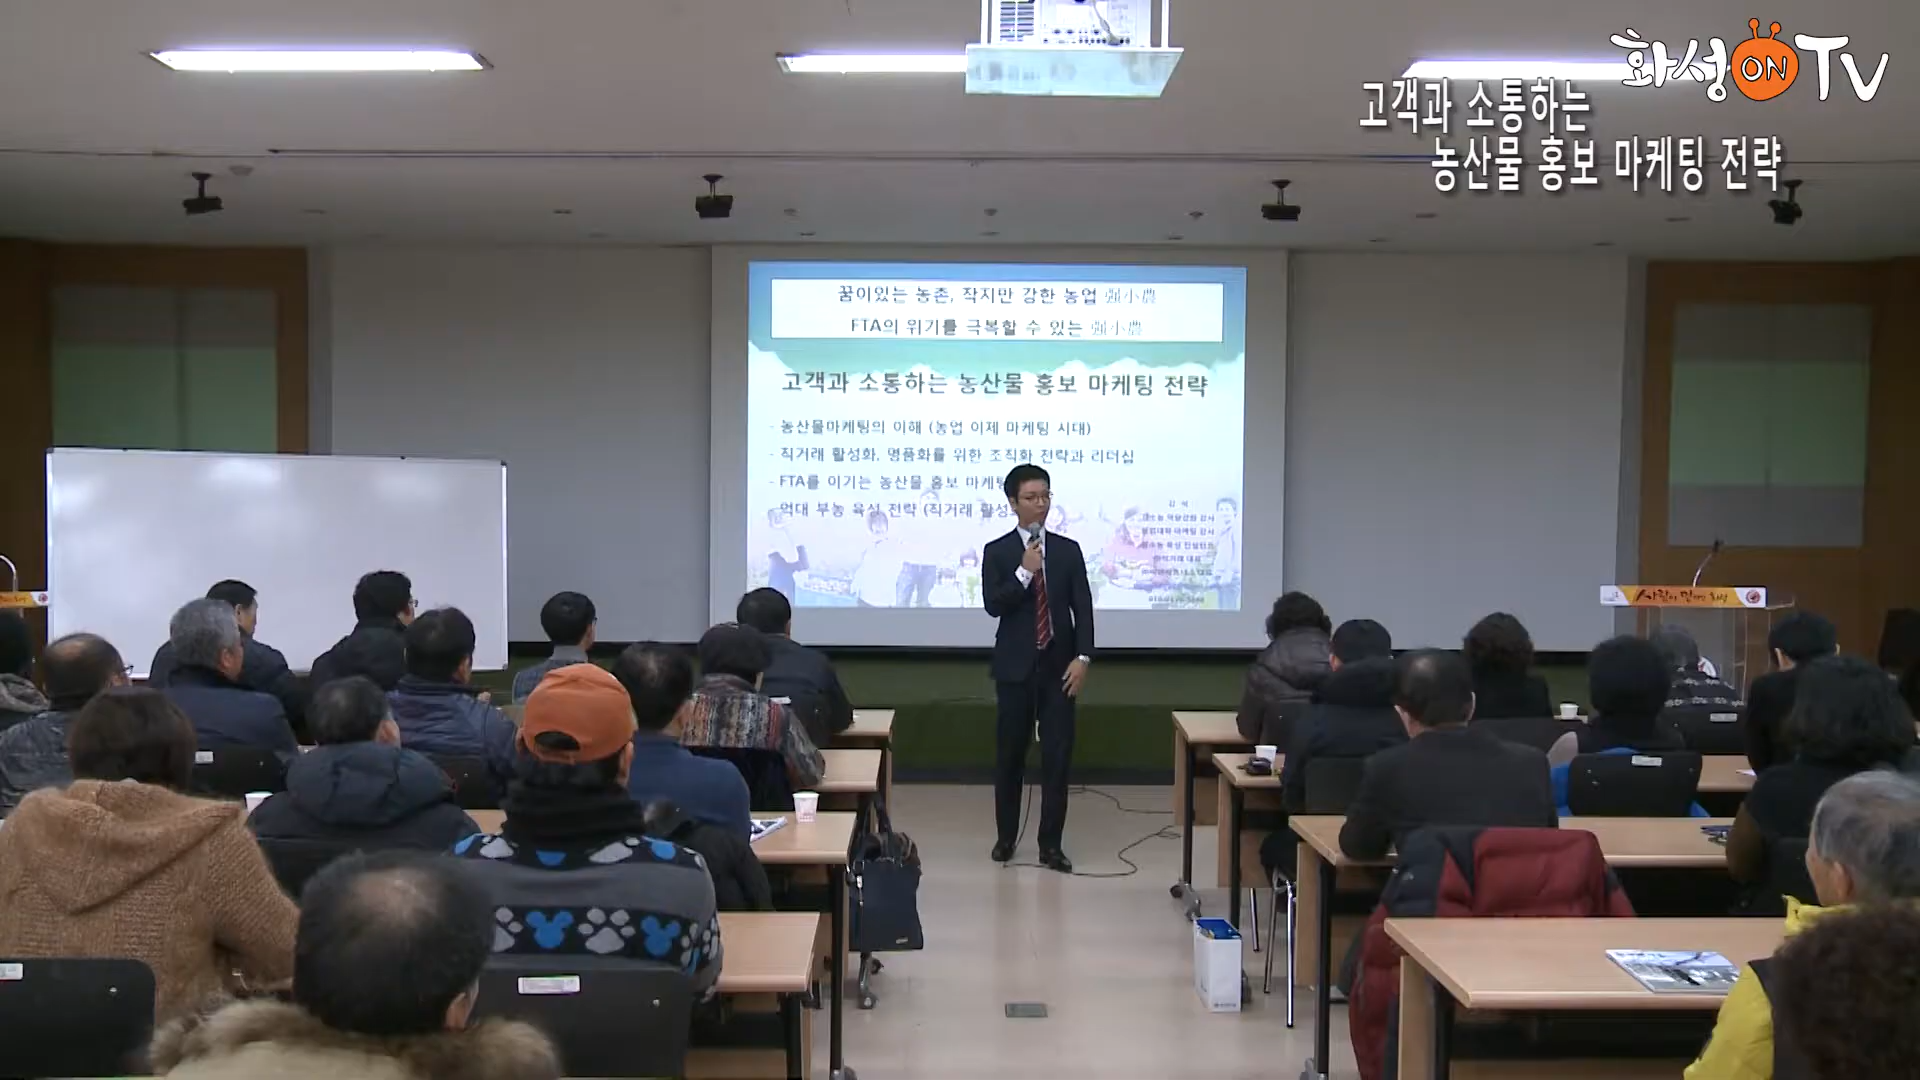 화성ONTV
고객과 소통하는
농산물 홍보 마케팅 전략
꿈이있는 농촌, 작지만 강한 농업 强小農
FTA의 위기를 극복할 수 있는 强小農
고객과 소통하는 농산물 홍보 마케팅 전략
- 농산물마케팅의 이해 (농업 이제 마케팅 시대)
- 직거래 활성화, 명품화를 위한 조직화 전략과 리더십
- FTA를 이기는 농산물 홍보 마케팅
- 억대 부농 육성 전략 (직거래 활성
강 사